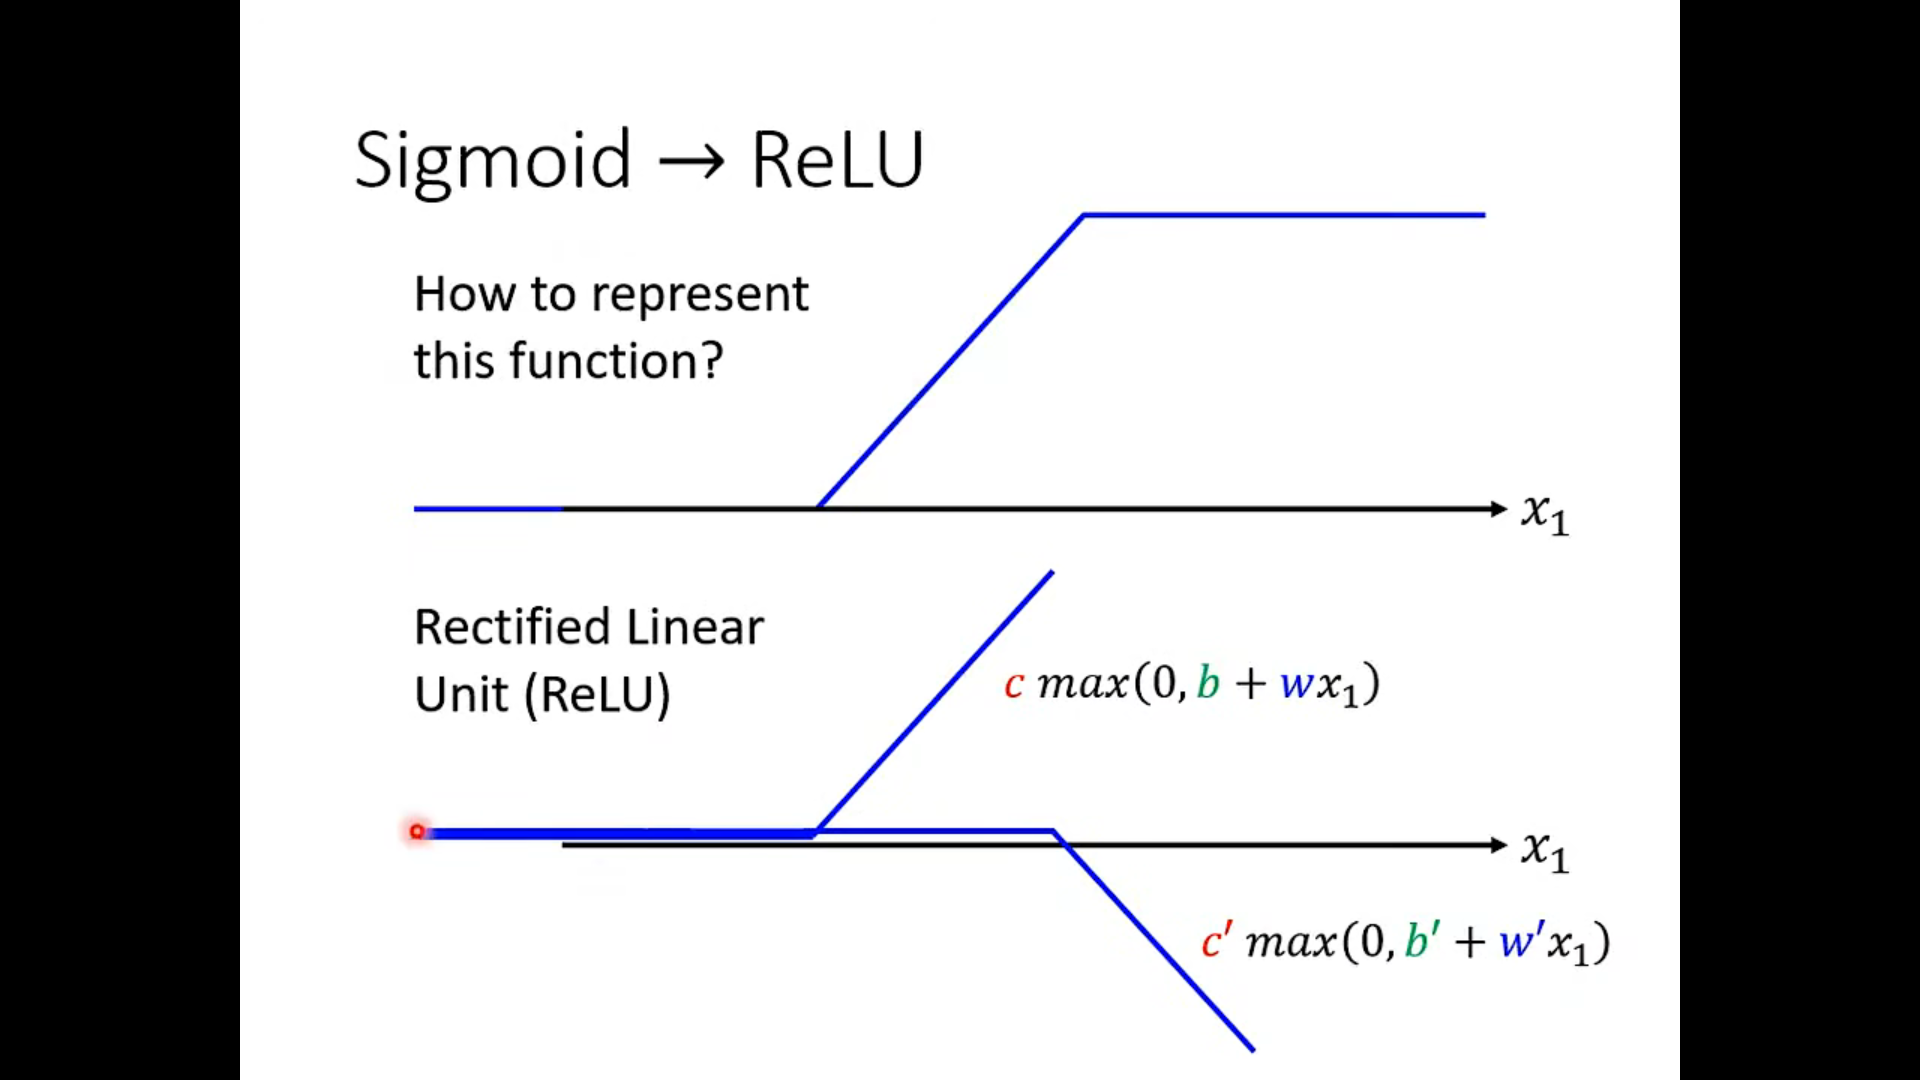 Sigmoid → ReLU
How to represent
this function?
x₁
Rectified Linear
Unit (ReLU)
c max(0, b + wx₁)
x₁
c′ max(0, b′ + w′x₁)